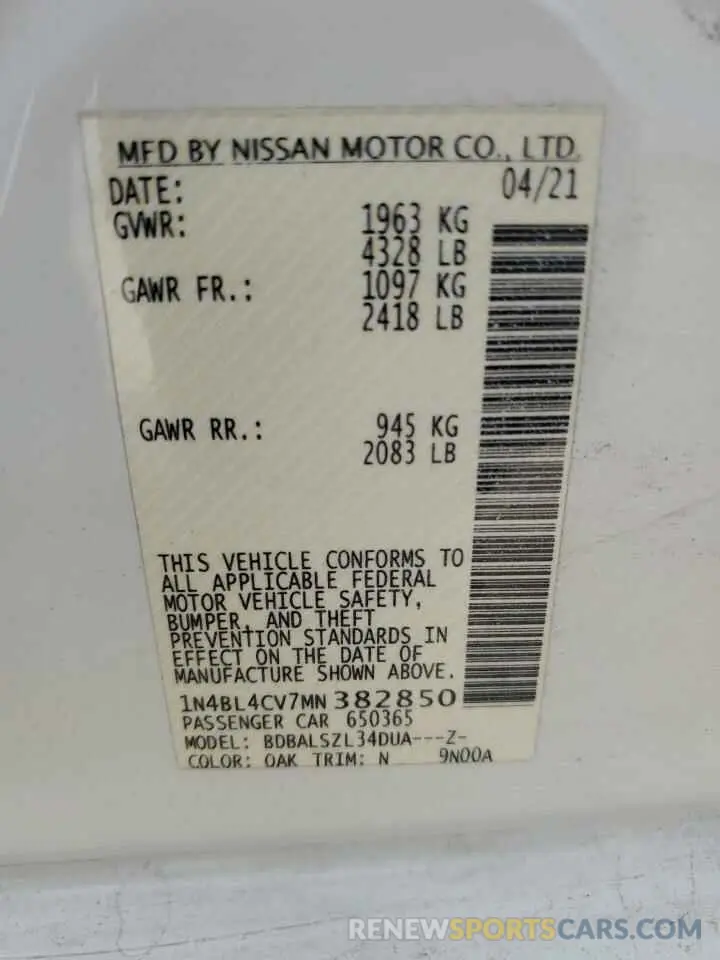 MFD BY NISSAN MOTOR CO., LTD.
DATE: 04/21
GVWR: 1963 KG
4328 LB
GAWR FR.: 1097 KG
2418 LB
GAWR RR.: 945 KG
2083 LB
THIS VEHICLE CONFORMS TO
ALL APPLICABLE FEDERAL
MOTOR VEHICLE SAFETY,
BUMPER, AND THEFT
PREVENTION STANDARDS IN
EFFECT ON THE DATE OF
MANUFACTURE SHOWN ABOVE.
1N4BL4CV7MN382850
PASSENGER CAR 650365
MODEL: BDBALSZL34DUA---Z-
COLOR: QAK TRIM: N 9N00A
RENEWSPORTSCARS.COM